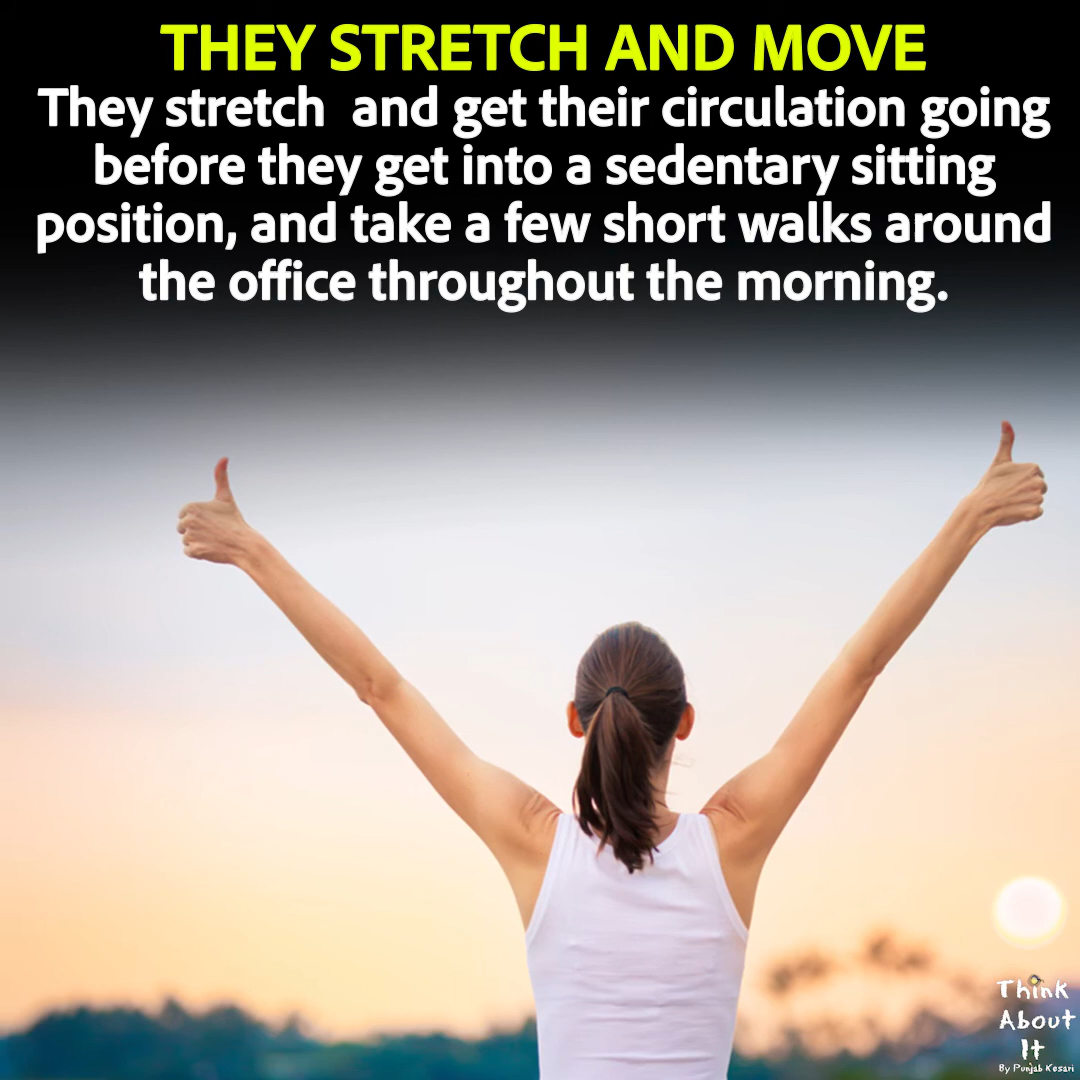 THEY STRETCH AND MOVE
They stretch  and get their circulation going
before they get into a sedentary sitting
position, and take a few short walks around
the office throughout the morning.
Think
About
It
By Punjab Kesari